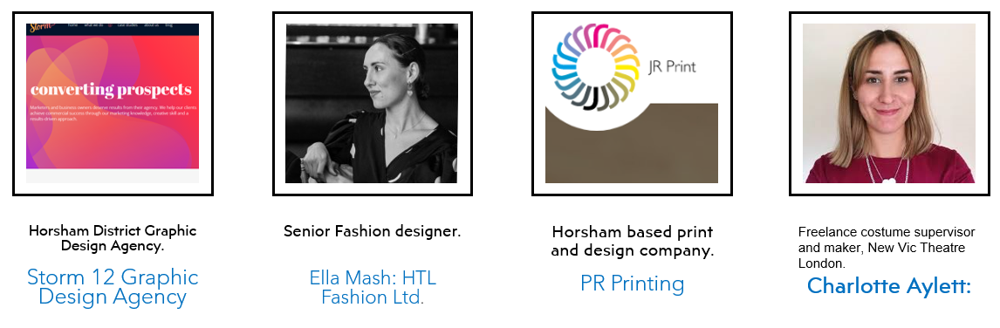 Storm
home what we do case studies about us blog
converting prospects
Marketers and business owners deserve results from their agency. We help our clients
achieve commercial success through our marketing knowledge, creative skill and a
results-driven approach.
Horsham District Graphic
Design Agency.
Storm 12 Graphic
Design Agency
Senior Fashion designer.
Ella Mash: HTL
Fashion Ltd.
JR Print
Horsham based print
and design company.
PR Printing
Freelance costume supervisor
and maker, New Vic Theatre
London.
Charlotte Aylett: